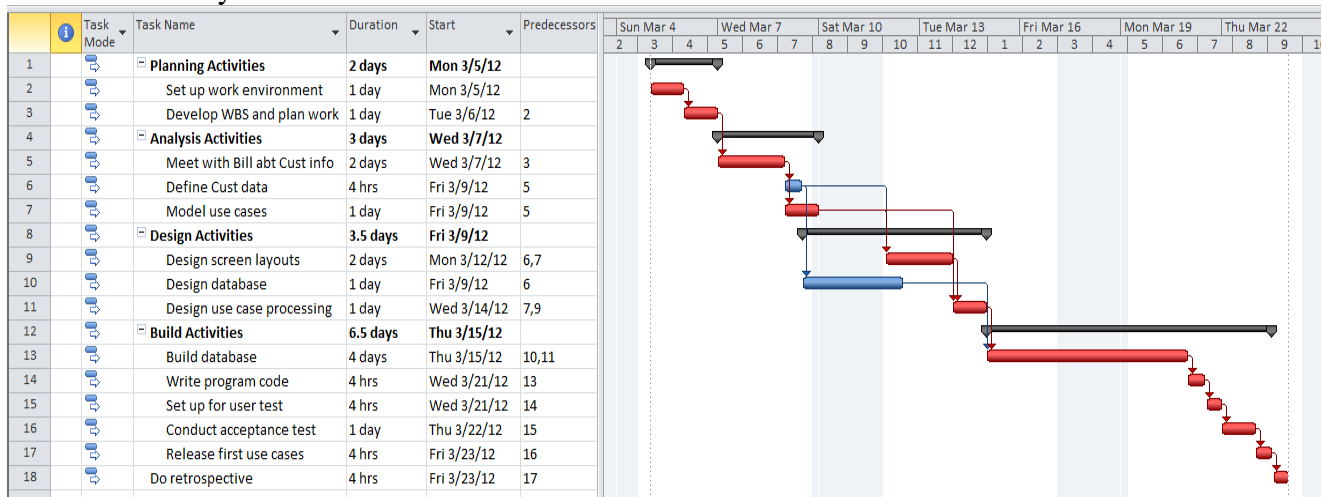 Task Mode Task Name Duration Start Predecessors Sun Mar 4 Wed Mar 7 Sat Mar 10 Tue Mar 13 Fri Mar 16 Mon Mar 19 Thu Mar 22
2 3 4 5 6 7 8 9 10 11 12 1 2 3 4 5 6 7 8 9
1 Planning Activities 2 days Mon 3/5/12
2 Set up work environment 1 day Mon 3/5/12
3 Develop WBS and plan work 1 day Tue 3/6/12 2
4 Analysis Activities 3 days Wed 3/7/12
5 Meet with Bill abt Cust info 2 days Wed 3/7/12 3
6 Define Cust data 4 hrs Fri 3/9/12 5
7 Model use cases 1 day Fri 3/9/12 5
8 Design Activities 3.5 days Fri 3/9/12
9 Design screen layouts 2 days Mon 3/12/12 6,7
10 Design database 1 day Fri 3/9/12 6
11 Design use case processing 1 day Wed 3/14/12 7,9
12 Build Activities 6.5 days Thu 3/15/12
13 Build database 4 days Thu 3/15/12 10,11
14 Write program code 4 hrs Wed 3/21/12 13
15 Set up for user test 4 hrs Wed 3/21/12 14
16 Conduct acceptance test 1 day Thu 3/22/12 15
17 Release first use cases 4 hrs Fri 3/23/12 16
18 Do retrospective 4 hrs Fri 3/23/12 17